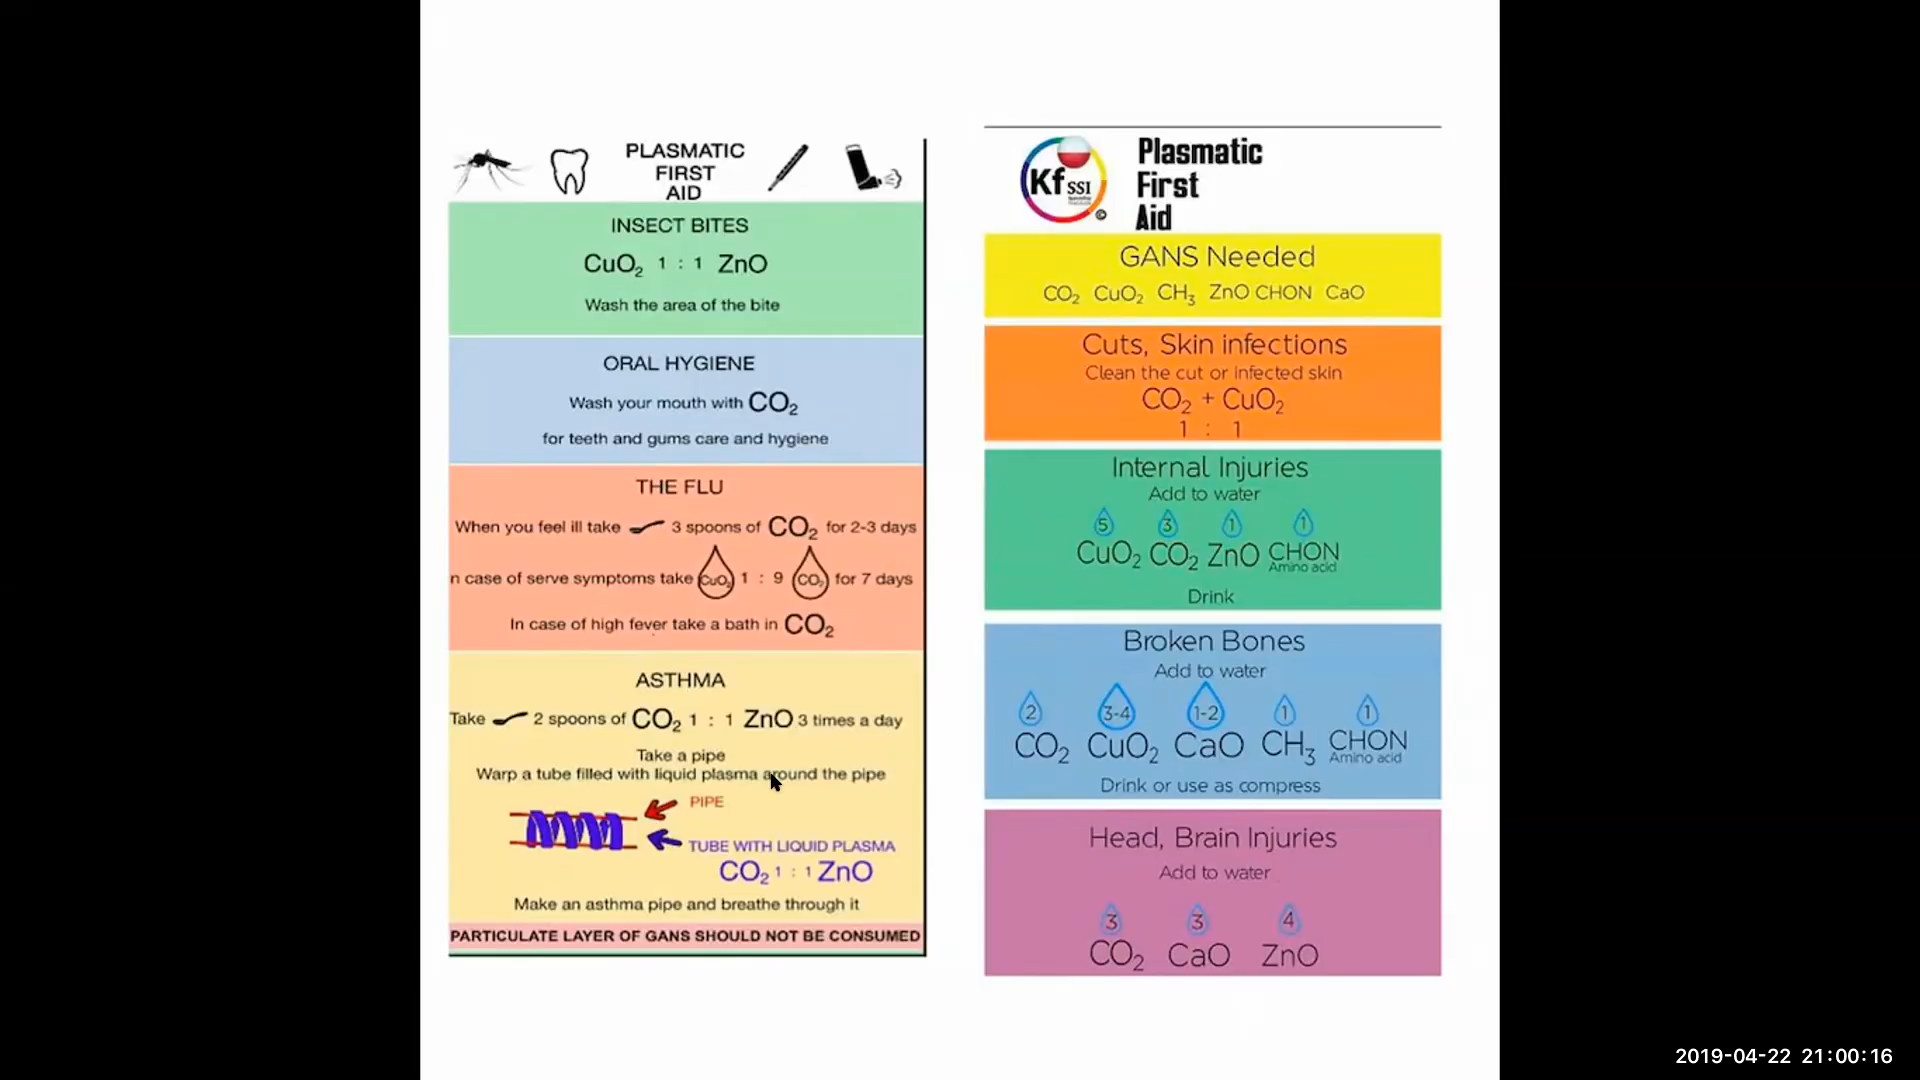 PLASMATIC
FIRST
AID
INSECT BITES
CuO₂ 1 : 1 ZnO
Wash the area of the bite
ORAL HYGIENE
Wash your mouth with CO₂
for teeth and gums care and hygiene
THE FLU
When you feel ill take 3 spoons of CO₂ for 2-3 days
n case of serve symptoms take CuO₂ 1 : 9 CO₂ for 7 days
In case of high fever take a bath in CO₂
ASTHMA
Take 2 spoons of CO₂ 1 : 1 ZnO 3 times a day
Take a pipe
Warp a tube filled with liquid plasma around the pipe
PIPE
TUBE WITH LIQUID PLASMA
CO₂ 1 : 1 ZnO
Make an asthma pipe and breathe through it
PARTICULATE LAYER OF GANS SHOULD NOT BE CONSUMED
Kf SSI
©
Plasmatic
First
Aid
GANS Needed
CO₂ CuO₂ CH₃ ZnO CHON CaO
Cuts, Skin infections
Clean the cut or infected skin
CO₂ + CuO₂
1 : 1
Internal Injuries
Add to water
5 3 1 1
CuO₂ CO₂ ZnO CHON
Amino acid
Drink
Broken Bones
Add to water
2 3-4 1-2 1 1
CO₂ CuO₂ CaO CH₃ CHON
Amino acid
Drink or use as compress
Head, Brain Injuries
Add to water
3 3 4
CO₂ CaO ZnO
2019-04-22 21:00:16